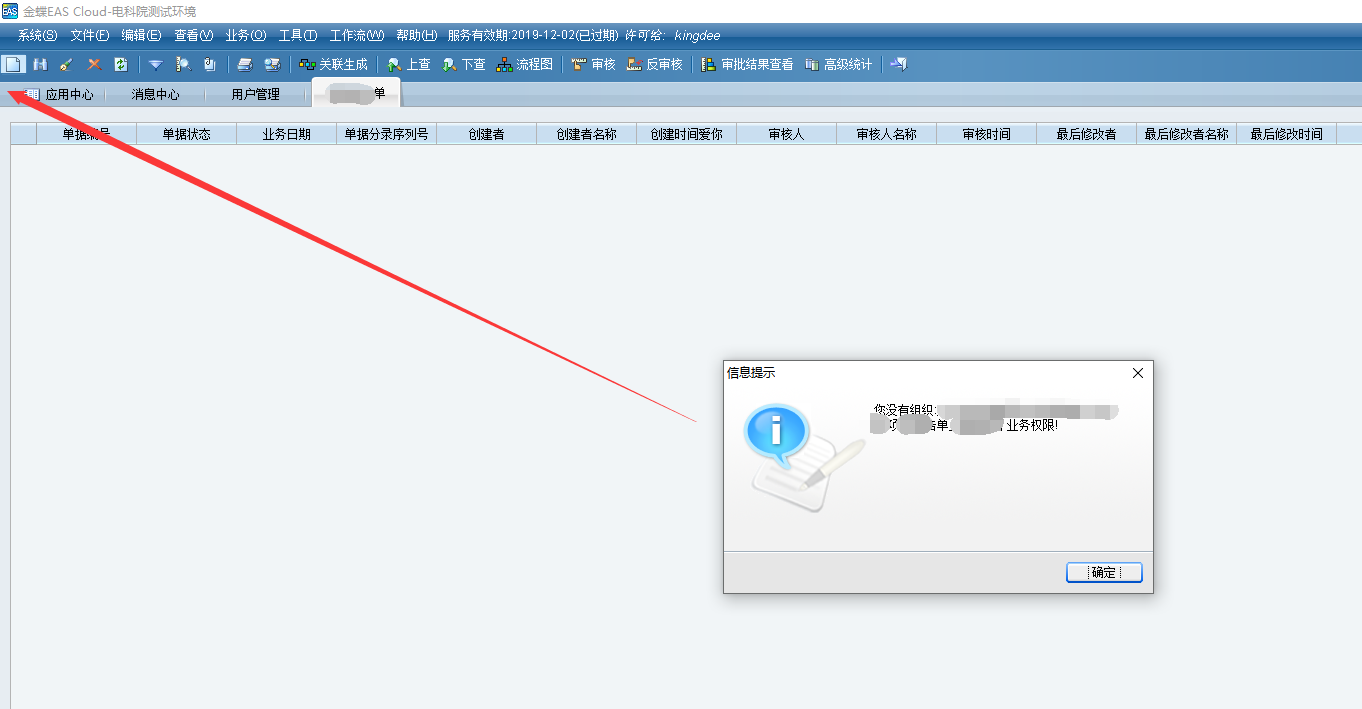 EAS 金蝶EAS Cloud-电科院测试环境
系统(S) 文件(F) 编辑(E) 查看(V) 业务(O) 工具(T) 工作流(W) 帮助(H) 服务有效期:2019-12-02(已过期) 许可给: kingdee
关联生成 上查 下查 流程图 审核 反审核 审批结果查看 高级统计
应用中心 消息中心 用户管理 单
单据编号 单据状态 业务日期 单据分录序列号 创建者 创建者名称 创建时间爱你 审核人 审核人名称 审核时间 最后修改者 最后修改者名称 最后修改时间
信息提示
您没有组织:
单 业务权限!
确定